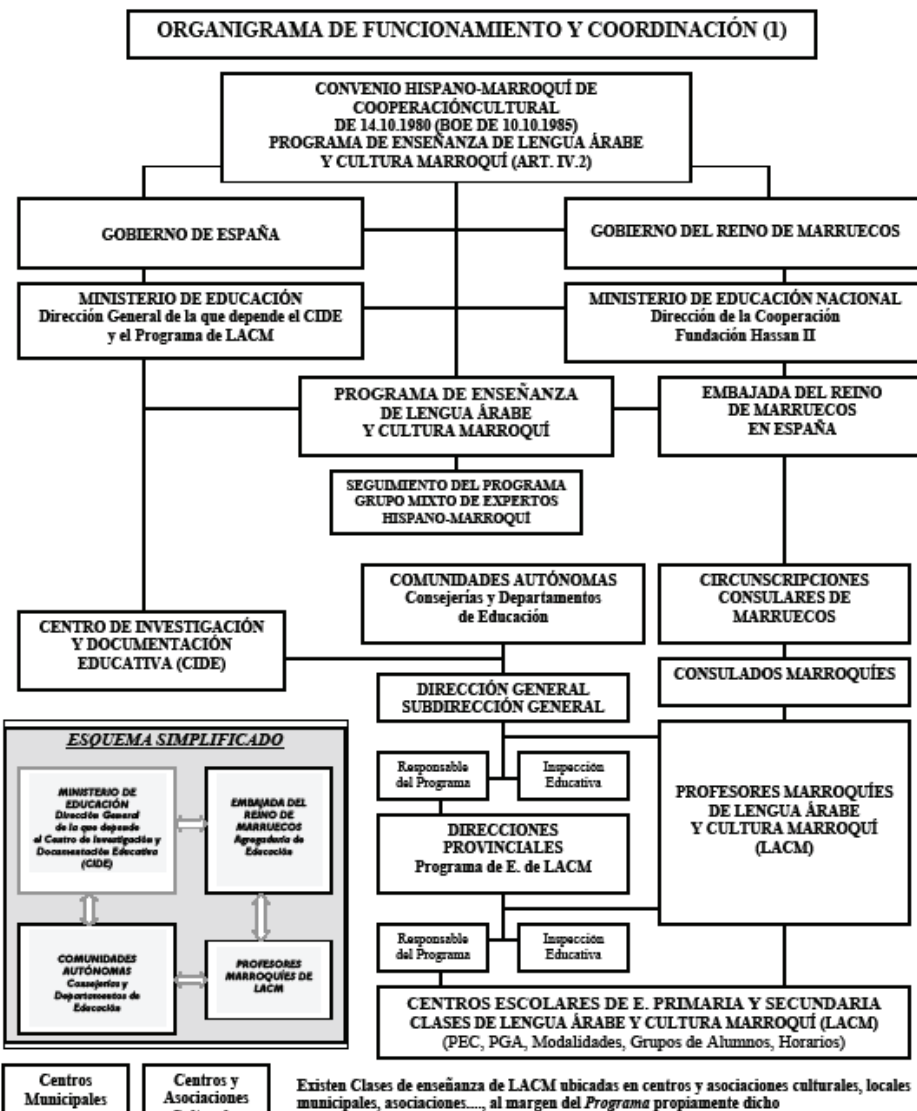 ORGANIGRAMA DE FUNCIONAMIENTO Y COORDINACIÓN (1)
CONVENIO HISPANO-MARROQUÍ DE
COOPERACIÓNCULTURAL
DE 14.10.1980 (BOE DE 10.10.1985)
PROGRAMA DE ENSEÑANZA DE LENGUA ÁRABE
Y CULTURA MARROQUÍ (ART. IV.2)
GOBIERNO DE ESPAÑA
GOBIERNO DEL REINO DE MARRUECOS
MINISTERIO DE EDUCACIÓN
Dirección General de la que depende el CIDE
y el Programa de LACM
MINISTERIO DE EDUCACIÓN NACIONAL
Dirección de la Cooperación
Fundación Hassan II
PROGRAMA DE ENSEÑANZA
DE LENGUA ÁRABE
Y CULTURA MARROQUÍ
EMBAJADA DEL REINO
DE MARRUECOS
EN ESPAÑA
SEGUIMIENTO DEL PROGRAMA
GRUPO MIXTO DE EXPERTOS
HISPANO-MARROQUÍ
COMUNIDADES AUTÓNOMAS
Consejerías y Departamentos
de Educación
CIRCUNSCRIPCIONES
CONSULARES DE
MARRUECOS
CENTRO DE INVESTIGACIÓN
Y DOCUMENTACIÓN
EDUCATIVA (CIDE)
CONSULADOS MARROQUÍES
DIRECCIÓN GENERAL
SUBDIRECCIÓN GENERAL
Responsable
del Programa
Inspección
Educativa
PROFESORES MARROQUÍES
DE LENGUA ÁRABE
Y CULTURA MARROQUÍ
(LACM)
DIRECCIONES
PROVINCIALES
Programa de E. de LACM
Responsable
del Programa
Inspección
Educativa
CENTROS ESCOLARES DE E. PRIMARIA Y SECUNDARIA
CLASES DE LENGUA ÁRABE Y CULTURA MARROQUÍ (LACM)
(PEC, PGA, Modalidades, Grupos de Alumnos, Horarios)
ESQUEMA SIMPLIFICADO
MINISTERIO DE
EDUCACIÓN
Dirección General
de la que depende
el Centro de Investigación y
Documentación Educativa
(CIDE)
EMBAJADA DEL
REINO DE
MARRUECOS
Agregaduría de
Educación
COMUNIDADES
AUTÓNOMAS
Consejerías y
Departamentos de
Educación
PROFESORES
MARROQUÍES DE
LACM
Centros
Municipales
Centros y
Asociaciones
Existen Clases de enseñanza de LACM ubicadas en centros y asociaciones culturales, locales
municipales, asociaciones...., al margen del Programa propiamente dicho